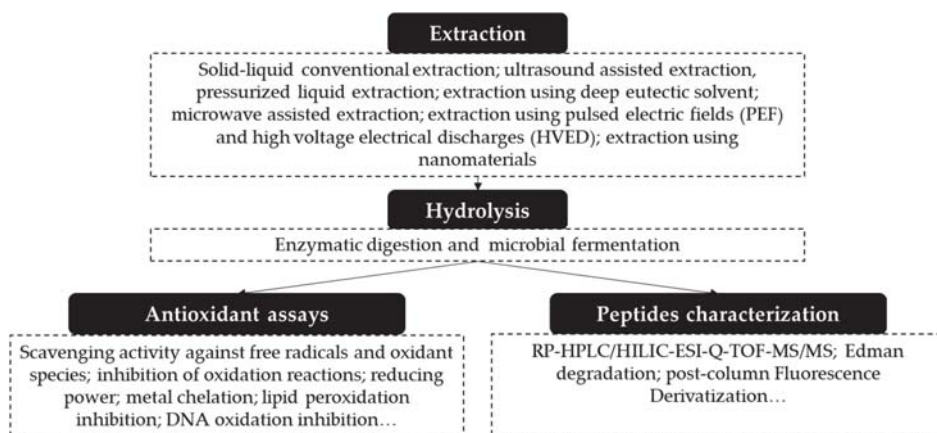 Extraction
Solid-liquid conventional extraction; ultrasound assisted extraction,
pressurized liquid extraction; extraction using deep eutectic solvent;
microwave assisted extraction; extraction using pulsed electric fields (PEF)
and high voltage electrical discharges (HVED); extraction using
nanomaterials
Hydrolysis
Enzymatic digestion and microbial fermentation
Antioxidant assays
Scavenging activity against free radicals and oxidant
species; inhibition of oxidation reactions; reducing
power; metal chelation; lipid peroxidation
inhibition; DNA oxidation inhibition…
Peptides characterization
RP-HPLC/HILIC-ESI-Q-TOF-MS/MS; Edman
degradation; post-column Fluorescence
Derivatization…